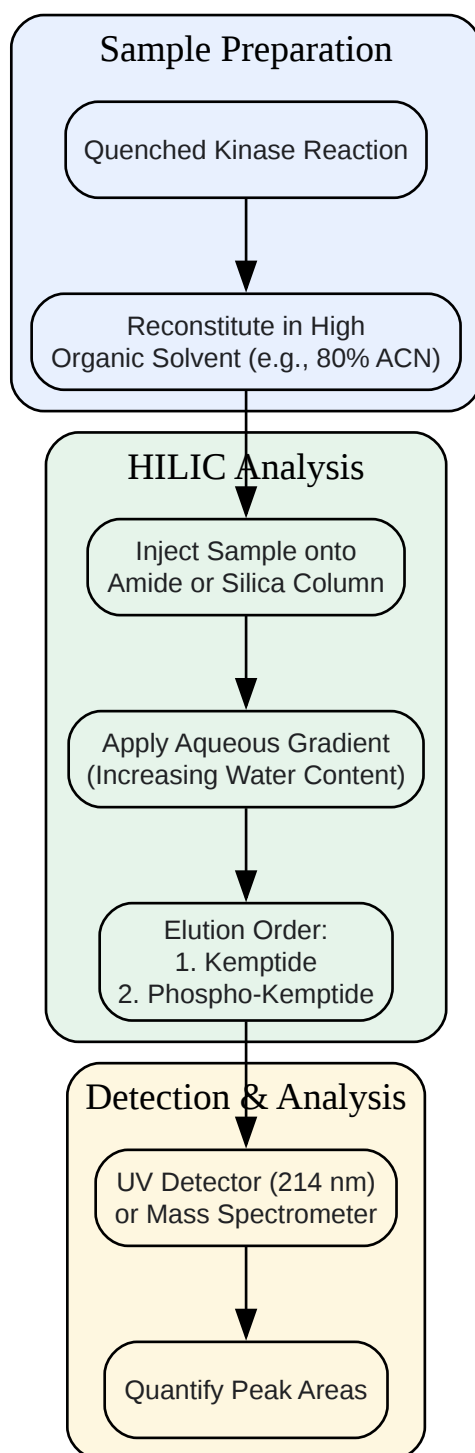 Sample Preparation
Quenched Kinase Reaction
Reconstitute in High
Organic Solvent (e.g., 80% ACN)
HILIC Analysis
Inject Sample onto
Amide or Silica Column
Apply Aqueous Gradient
(Increasing Water Content)
Elution Order:
1. Kemptide
2. Phospho-Kemptide
Detection & Analysis
UV Detector (214 nm)
or Mass Spectrometer
Quantify Peak Areas